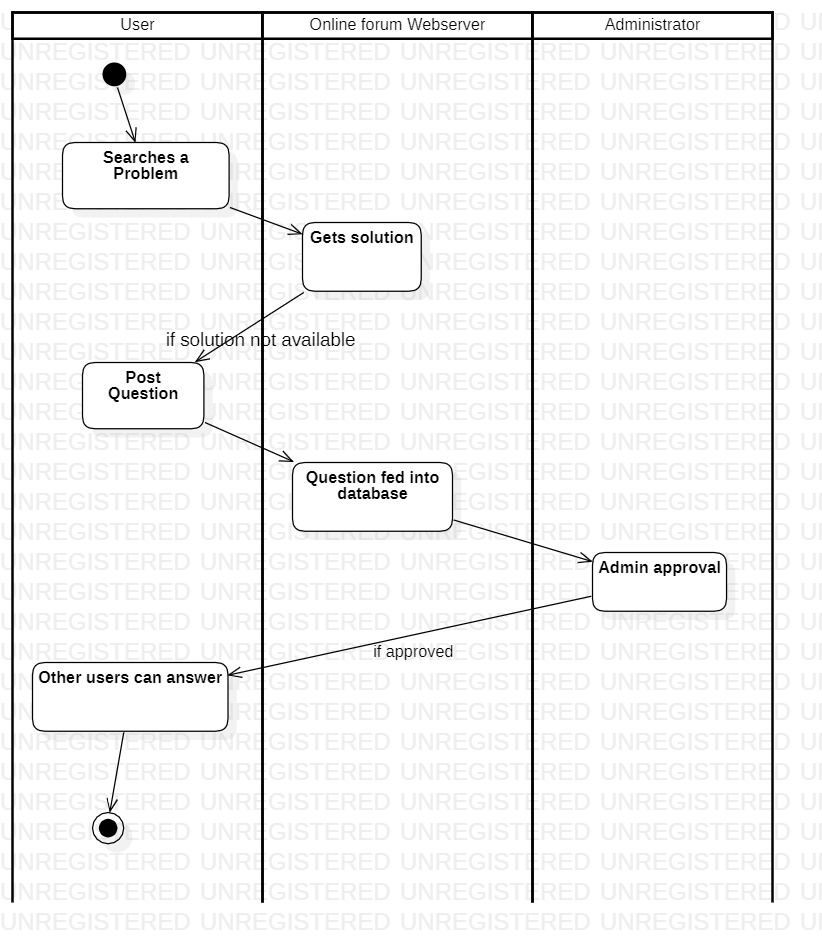 User
Online forum Webserver
Administrator
Searches a
Problem
Gets solution
if solution not available
Post
Question
Question fed into
database
Admin approval
if approved
Other users can answer
UNREGISTERED